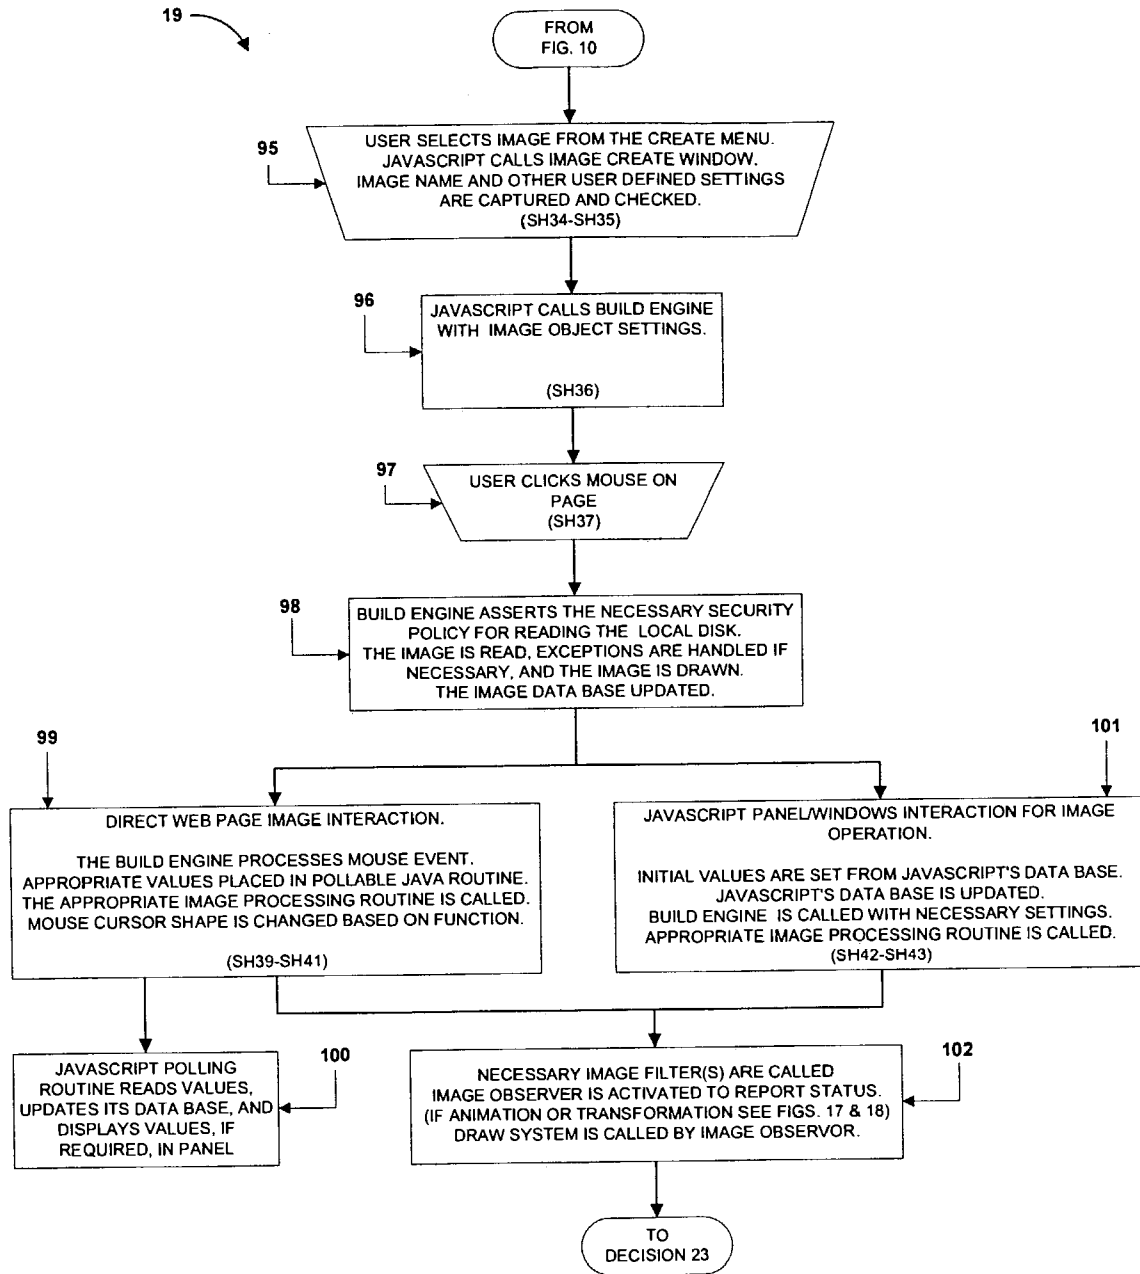 19
FROM
FIG. 10
95
USER SELECTS IMAGE FROM THE CREATE MENU.
JAVASCRIPT CALLS IMAGE CREATE WINDOW.
IMAGE NAME AND OTHER USER DEFINED SETTINGS
ARE CAPTURED AND CHECKED.
(SH34-SH35)
96
JAVASCRIPT CALLS BUILD ENGINE
WITH IMAGE OBJECT SETTINGS.
(SH36)
97
USER CLICKS MOUSE ON
PAGE
(SH37)
98
BUILD ENGINE ASSERTS THE NECESSARY SECURITY
POLICY FOR READING THE LOCAL DISK.
THE IMAGE IS READ, EXCEPTIONS ARE HANDLED IF
NECESSARY, AND THE IMAGE IS DRAWN.
THE IMAGE DATA BASE UPDATED.
99
DIRECT WEB PAGE IMAGE INTERACTION.
THE BUILD ENGINE PROCESSES MOUSE EVENT.
APPROPRIATE VALUES PLACED IN POLLABLE JAVA ROUTINE.
THE APPROPRIATE IMAGE PROCESSING ROUTINE IS CALLED.
MOUSE CURSOR SHAPE IS CHANGED BASED ON FUNCTION.
(SH39-SH41)
101
JAVASCRIPT PANEL/WINDOWS INTERACTION FOR IMAGE
OPERATION.
INITIAL VALUES ARE SET FROM JAVASCRIPT'S DATA BASE.
JAVASCRIPT'S DATA BASE IS UPDATED.
BUILD ENGINE IS CALLED WITH NECESSARY SETTINGS.
APPROPRIATE IMAGE PROCESSING ROUTINE IS CALLED.
(SH42-SH43)
100
JAVASCRIPT POLLING
ROUTINE READS VALUES,
UPDATES ITS DATA BASE, AND
DISPLAYS VALUES, IF
REQUIRED, IN PANEL
102
NECESSARY IMAGE FILTER(S) ARE CALLED
IMAGE OBSERVER IS ACTIVATED TO REPORT STATUS.
(IF ANIMATION OR TRANSFORMATION SEE FIGS. 17 & 18)
DRAW SYSTEM IS CALLED BY IMAGE OBSERVOR.
TO
DECISION 23